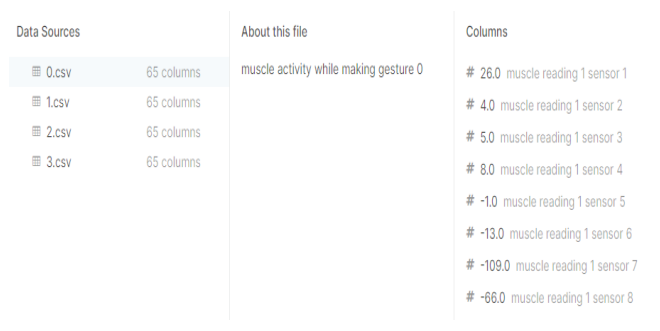 Data Sources
0.csv 65 columns
1.csv 65 columns
2.csv 65 columns
3.csv 65 columns
About this file
muscle activity while making gesture 0
Columns
# 26.0 muscle reading 1 sensor 1
# 4.0 muscle reading 1 sensor 2
# 5.0 muscle reading 1 sensor 3
# 8.0 muscle reading 1 sensor 4
# -1.0 muscle reading 1 sensor 5
# -13.0 muscle reading 1 sensor 6
# -109.0 muscle reading 1 sensor 7
# -66.0 muscle reading 1 sensor 8